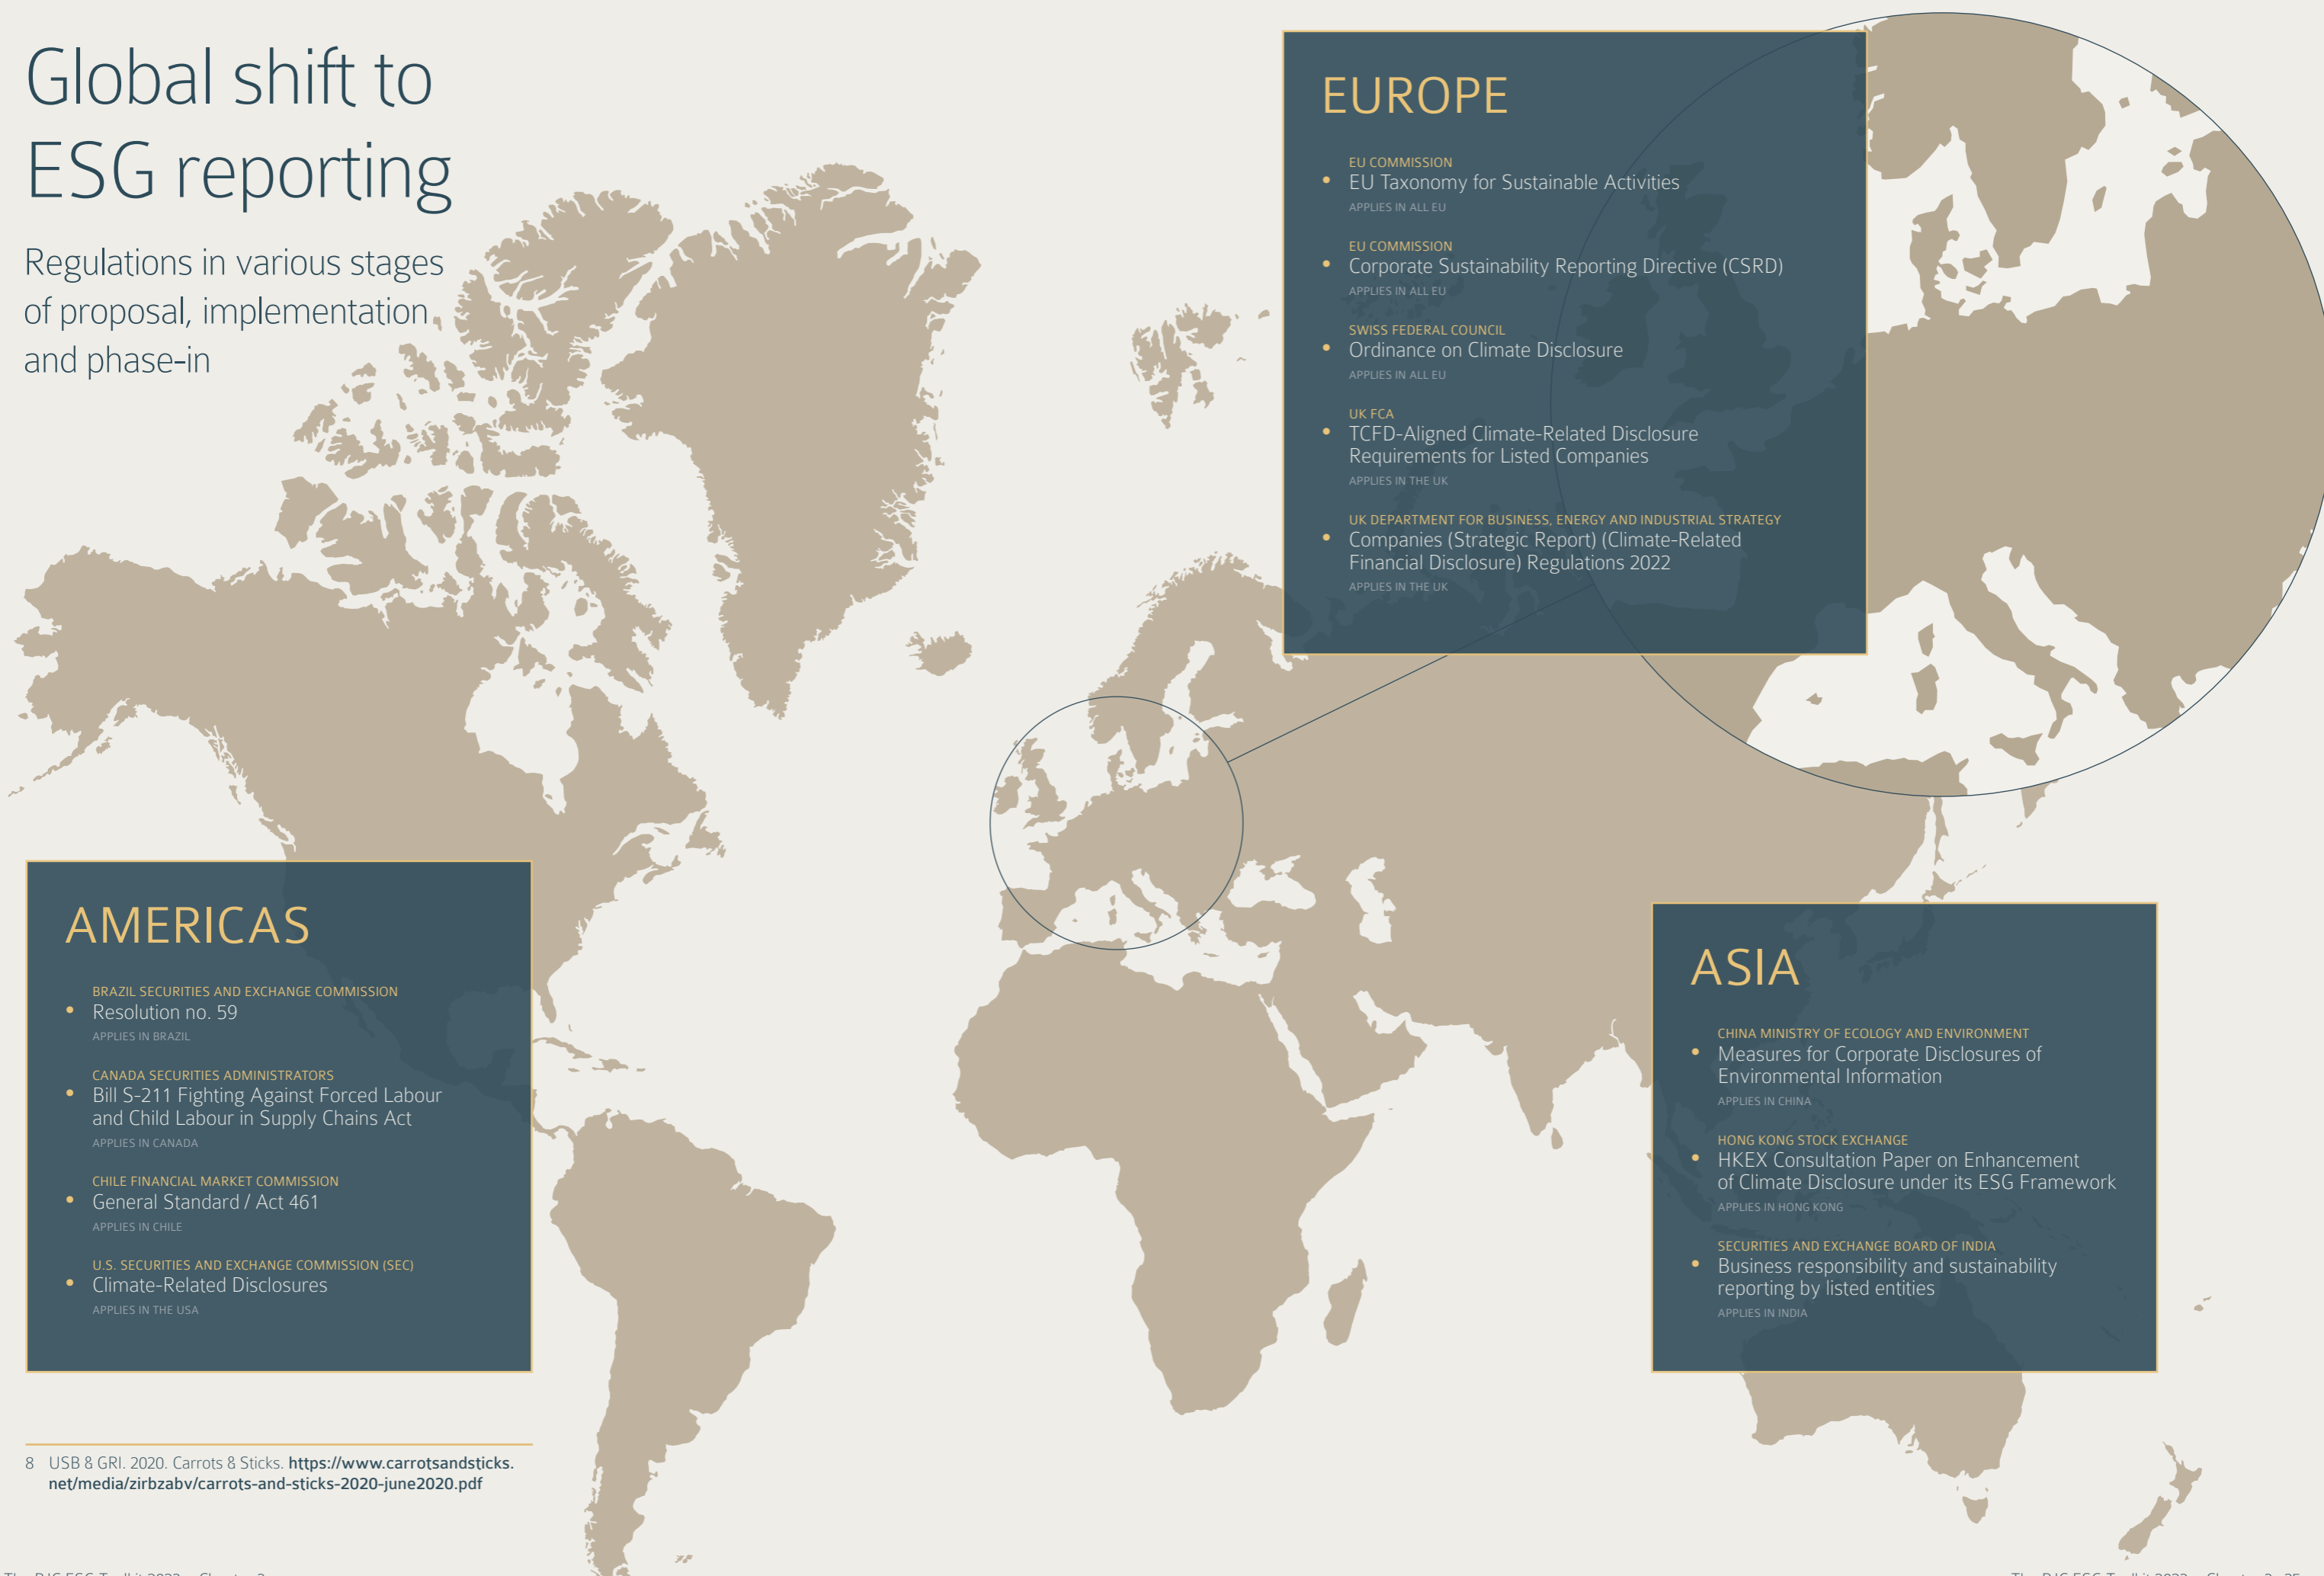 Global shift to
ESG reporting
Regulations in various stages
of proposal, implementation
and phase-in
EUROPE
EU COMMISSION
• EU Taxonomy for Sustainable Activities
APPLIES IN ALL EU
EU COMMISSION
• Corporate Sustainability Reporting Directive (CSRD)
APPLIES IN ALL EU
SWISS FEDERAL COUNCIL
• Ordinance on Climate Disclosure
APPLIES IN ALL EU
UK FCA
• TCFD-Aligned Climate-Related Disclosure
Requirements for Listed Companies
APPLIES IN THE UK
UK DEPARTMENT FOR BUSINESS, ENERGY AND INDUSTRIAL STRATEGY
• Companies (Strategic Report) (Climate-Related
Financial Disclosure) Regulations 2022
APPLIES IN THE UK
AMERICAS
BRAZIL SECURITIES AND EXCHANGE COMMISSION
• Resolution no. 59
APPLIES IN BRAZIL
CANADA SECURITIES ADMINISTRATORS
• Bill S-211 Fighting Against Forced Labour
and Child Labour in Supply Chains Act
APPLIES IN CANADA
CHILE FINANCIAL MARKET COMMISSION
• General Standard / Act 461
APPLIES IN CHILE
U.S. SECURITIES AND EXCHANGE COMMISSION (SEC)
• Climate-Related Disclosures
APPLIES IN THE USA
ASIA
CHINA MINISTRY OF ECOLOGY AND ENVIRONMENT
• Measures for Corporate Disclosures of
Environmental Information
APPLIES IN CHINA
HONG KONG STOCK EXCHANGE
• HKEX Consultation Paper on Enhancement
of Climate Disclosure under its ESG Framework
APPLIES IN HONG KONG
SECURITIES AND EXCHANGE BOARD OF INDIA
• Business responsibility and sustainability
reporting by listed entities
APPLIES IN INDIA
8 USB & GRI. 2020. Carrots & Sticks. https://www.carrotsandsticks.
net/media/zirbzabv/carrots-and-sticks-2020-june2020.pdf